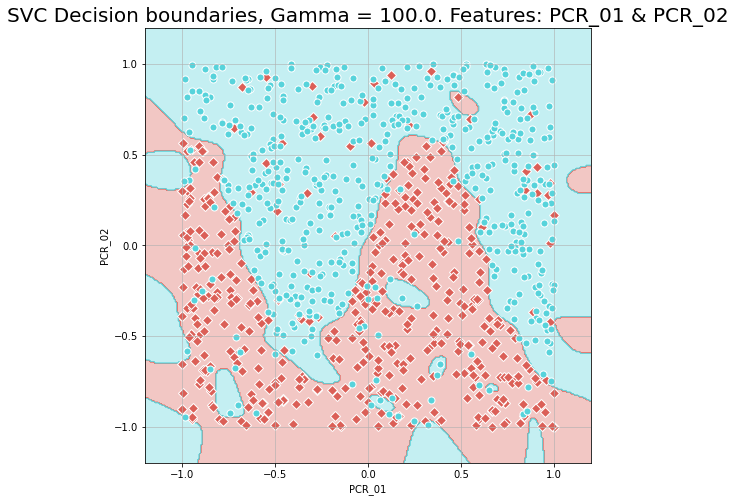 SVC Decision boundaries, Gamma = 100.0. Features: PCR_01 & PCR_02
1.0
0.5
0.0
−0.5
−1.0
PCR_02
−1.0 −0.5 0.0 0.5 1.0
PCR_01